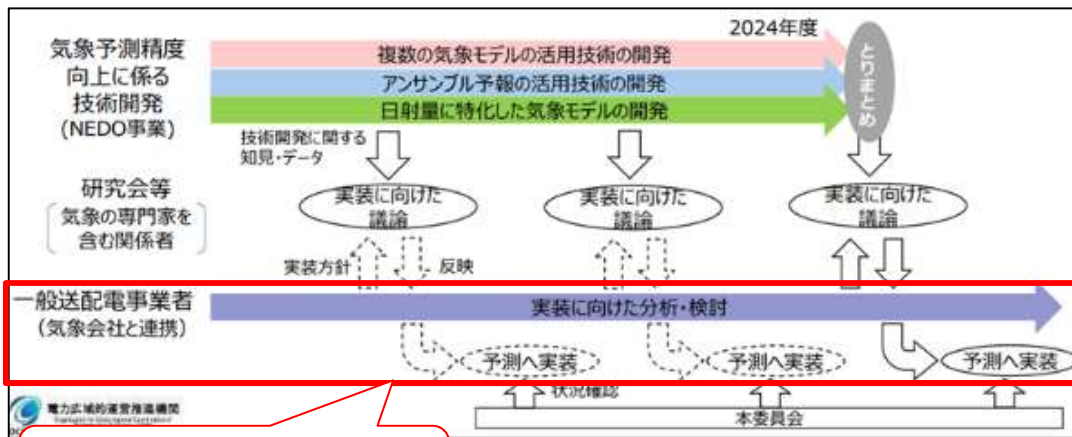 2024年度
気象予測精度
向上に係る
技術開発
(NEDO事業)
複数の気象モデルの活用技術の開発
アンサンブル予報の活用技術の開発
日射量に特化した気象モデルの開発
とりまとめ
技術開発に関する
知見・データ
研究会等
気象の専門家を
含む関係者
実装に向けた
議論
実装に向けた
議論
実装に向けた
議論
実装方針
反映
一般送配電事業者
(気象会社と連携)
実装に向けた分析・検討
予測へ実装
予測へ実装
予測へ実装
状況確認
電力広域的運営推進機関
本委員会